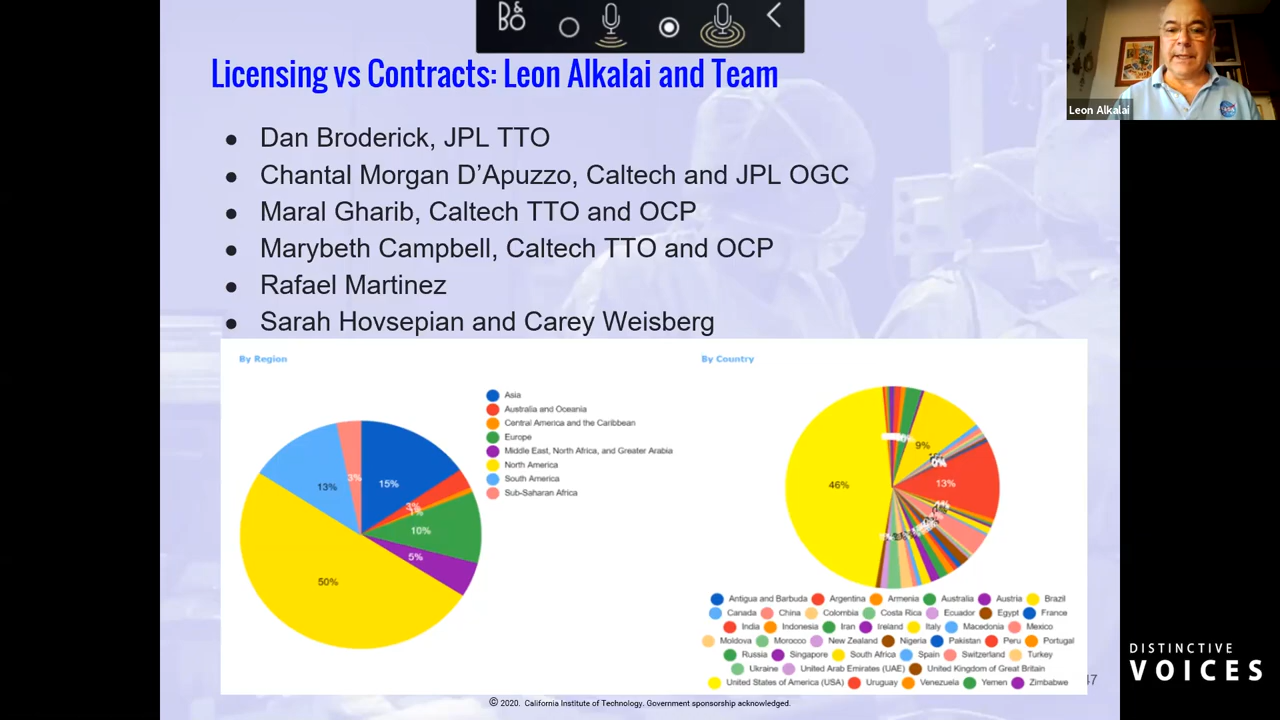 B&O
Licensing vs Contracts: Leon Alkalai and Team
Leon Alkalai
● Dan Broderick, JPL TTO
● Chantal Morgan D’Apuzzo, Caltech and JPL OGC
● Maral Gharib, Caltech TTO and OCP
● Marybeth Campbell, Caltech TTO and OCP
● Rafael Martinez
● Sarah Hovsepian and Carey Weisberg
By Region
Asia
Australia and Oceania
Central America and the Caribbean
Europe
Middle East, North Africa, and Greater Arabia
North America
South America
Sub-Saharan Africa
3%
13%
15%
3%
1%
10%
5%
50%
By Country
9%
46%
13%
Antigua and Barbuda Argentina Armenia Australia Austria Brazil
Canada China Colombia Costa Rica Ecuador Egypt France
India Indonesia Iran Ireland Italy Macedonia Mexico
Moldova Morocco New Zealand Nigeria Pakistan Peru Portugal
Russia Singapore South Africa Spain Switzerland Turkey
Ukraine United Arab Emirates (UAE) United Kingdom of Great Britain
United States of America (USA) Uruguay Venezuela Yemen Zimbabwe
47
© 2020. California Institute of Technology. Government sponsorship acknowledged.
DISTINCTIVE
VOICES